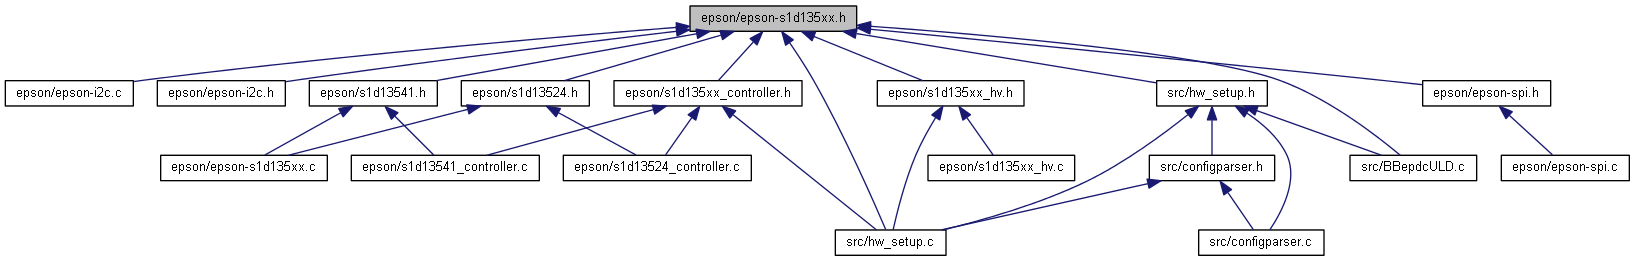 epson/epson-s1d135xx.h
epson/epson-i2c.c
epson/epson-i2c.h
epson/s1d13541.h
epson/s1d13524.h
epson/s1d135xx_controller.h
epson/s1d135xx_hv.h
src/hw_setup.h
epson/epson-spi.h
epson/epson-s1d135xx.c
epson/s1d13541_controller.c
epson/s1d13524_controller.c
epson/s1d135xx_hv.c
src/configparser.h
src/BBepdcULD.c
epson/epson-spi.c
src/hw_setup.c
src/configparser.c